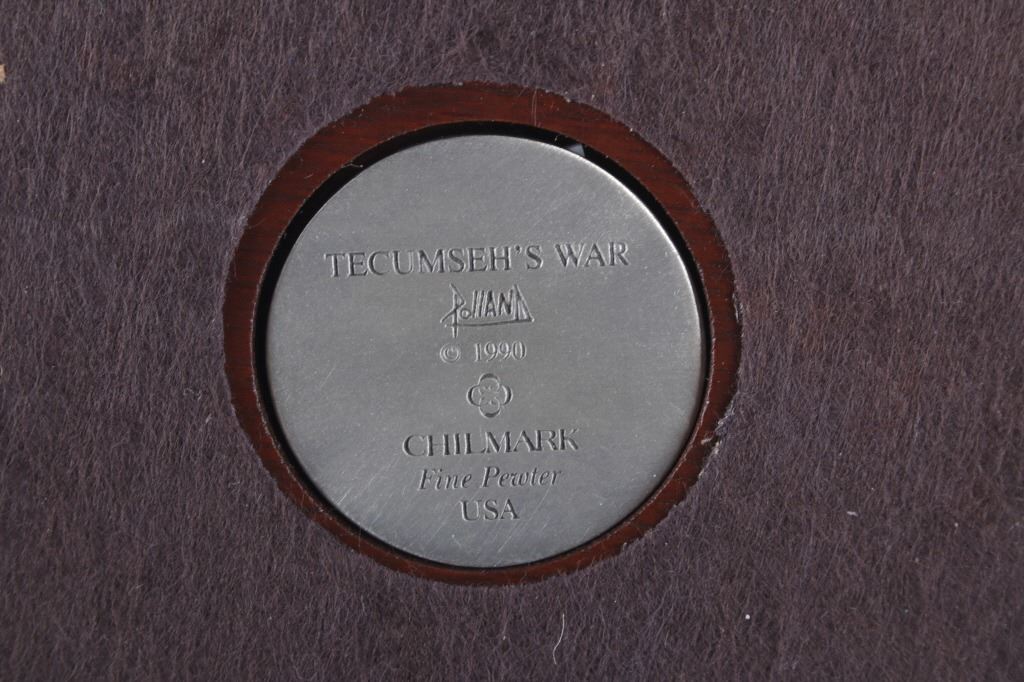 TECUMSEH'S WAR
Polland
© 1990
CHILMARK
Fine Pewter
USA